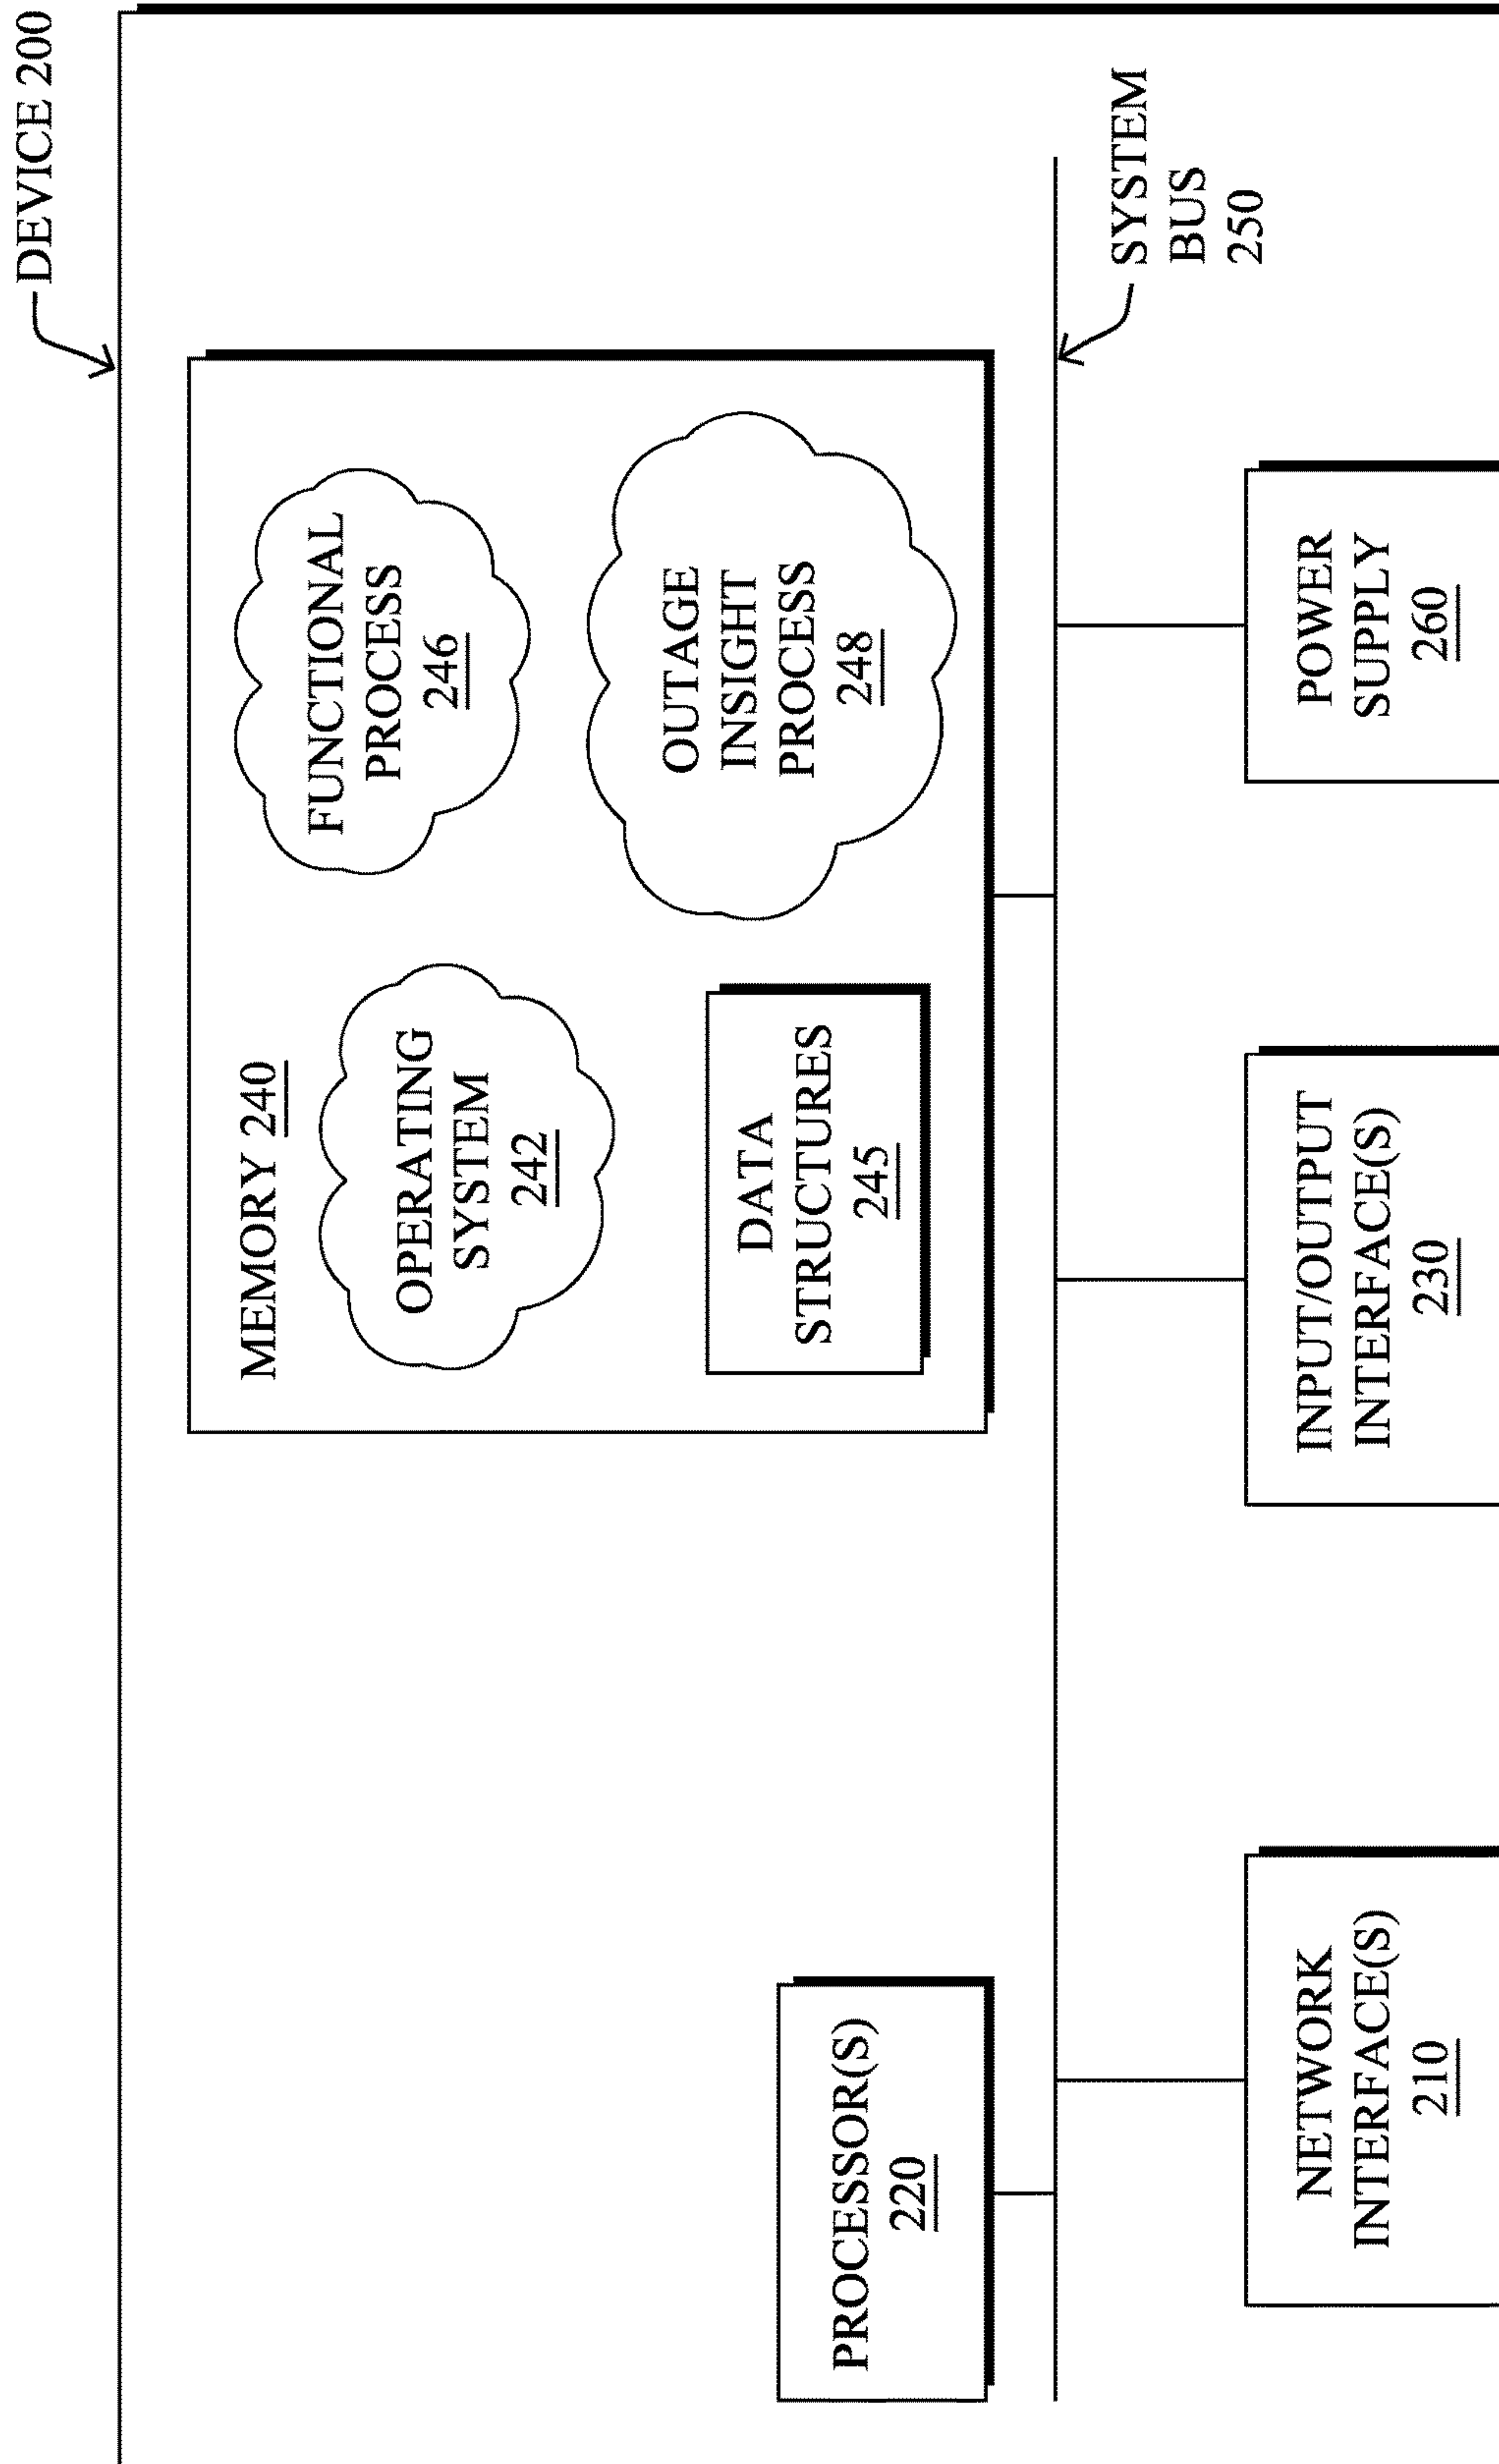 DEVICE 200
MEMORY 240
OPERATING
SYSTEM
242
FUNCTIONAL
PROCESS
246
DATA
STRUCTURES
245
OUTAGE
INSIGHT
PROCESS
248
PROCESSOR(S)
220
SYSTEM
BUS
250
NETWORK
INTERFACE(S)
210
INPUT/OUTPUT
INTERFACE(S)
230
POWER
SUPPLY
260